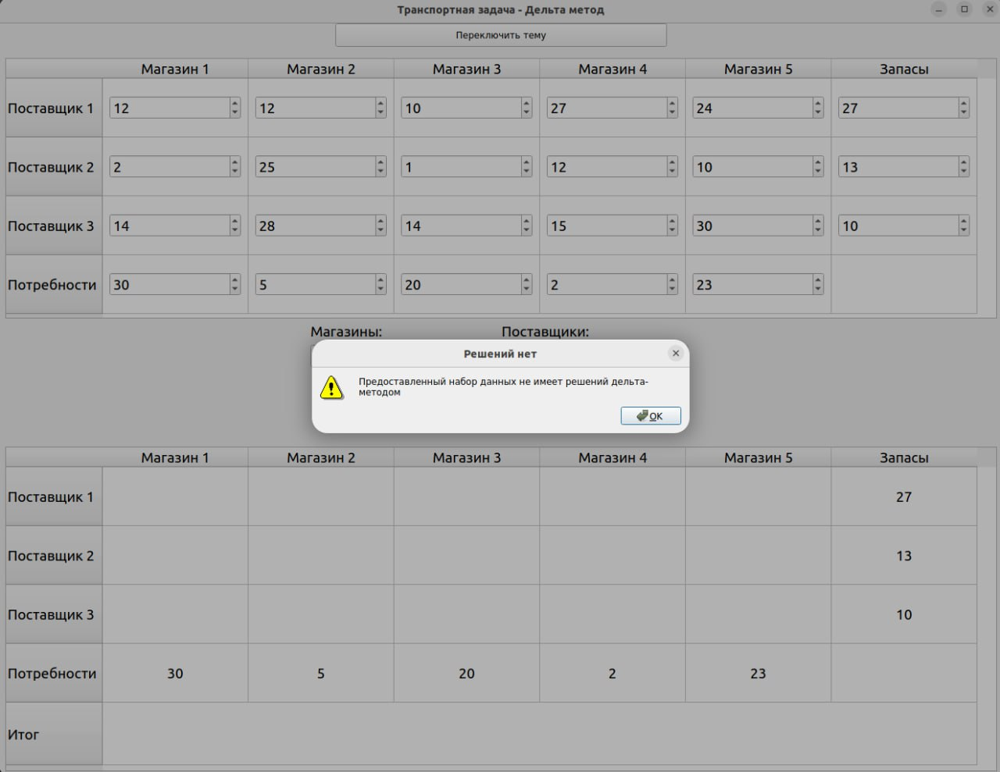 Транспортная задача - Дельта метод
Переключить тему
Магазин 1 Магазин 2 Магазин 3 Магазин 4 Магазин 5 Запасы
Поставщик 1 12 12 10 27 24 27
Поставщик 2 2 25 1 12 10 13
Поставщик 3 14 28 14 15 30 10
Потребности 30 5 20 2 23
Магазины: Поставщики:
Решений нет
Предоставленный набор данных не имеет решений дельта-
методом
OK
Магазин 1 Магазин 2 Магазин 3 Магазин 4 Магазин 5 Запасы
Поставщик 1 27
Поставщик 2 13
Поставщик 3 10
Потребности 30 5 20 2 23
Итог